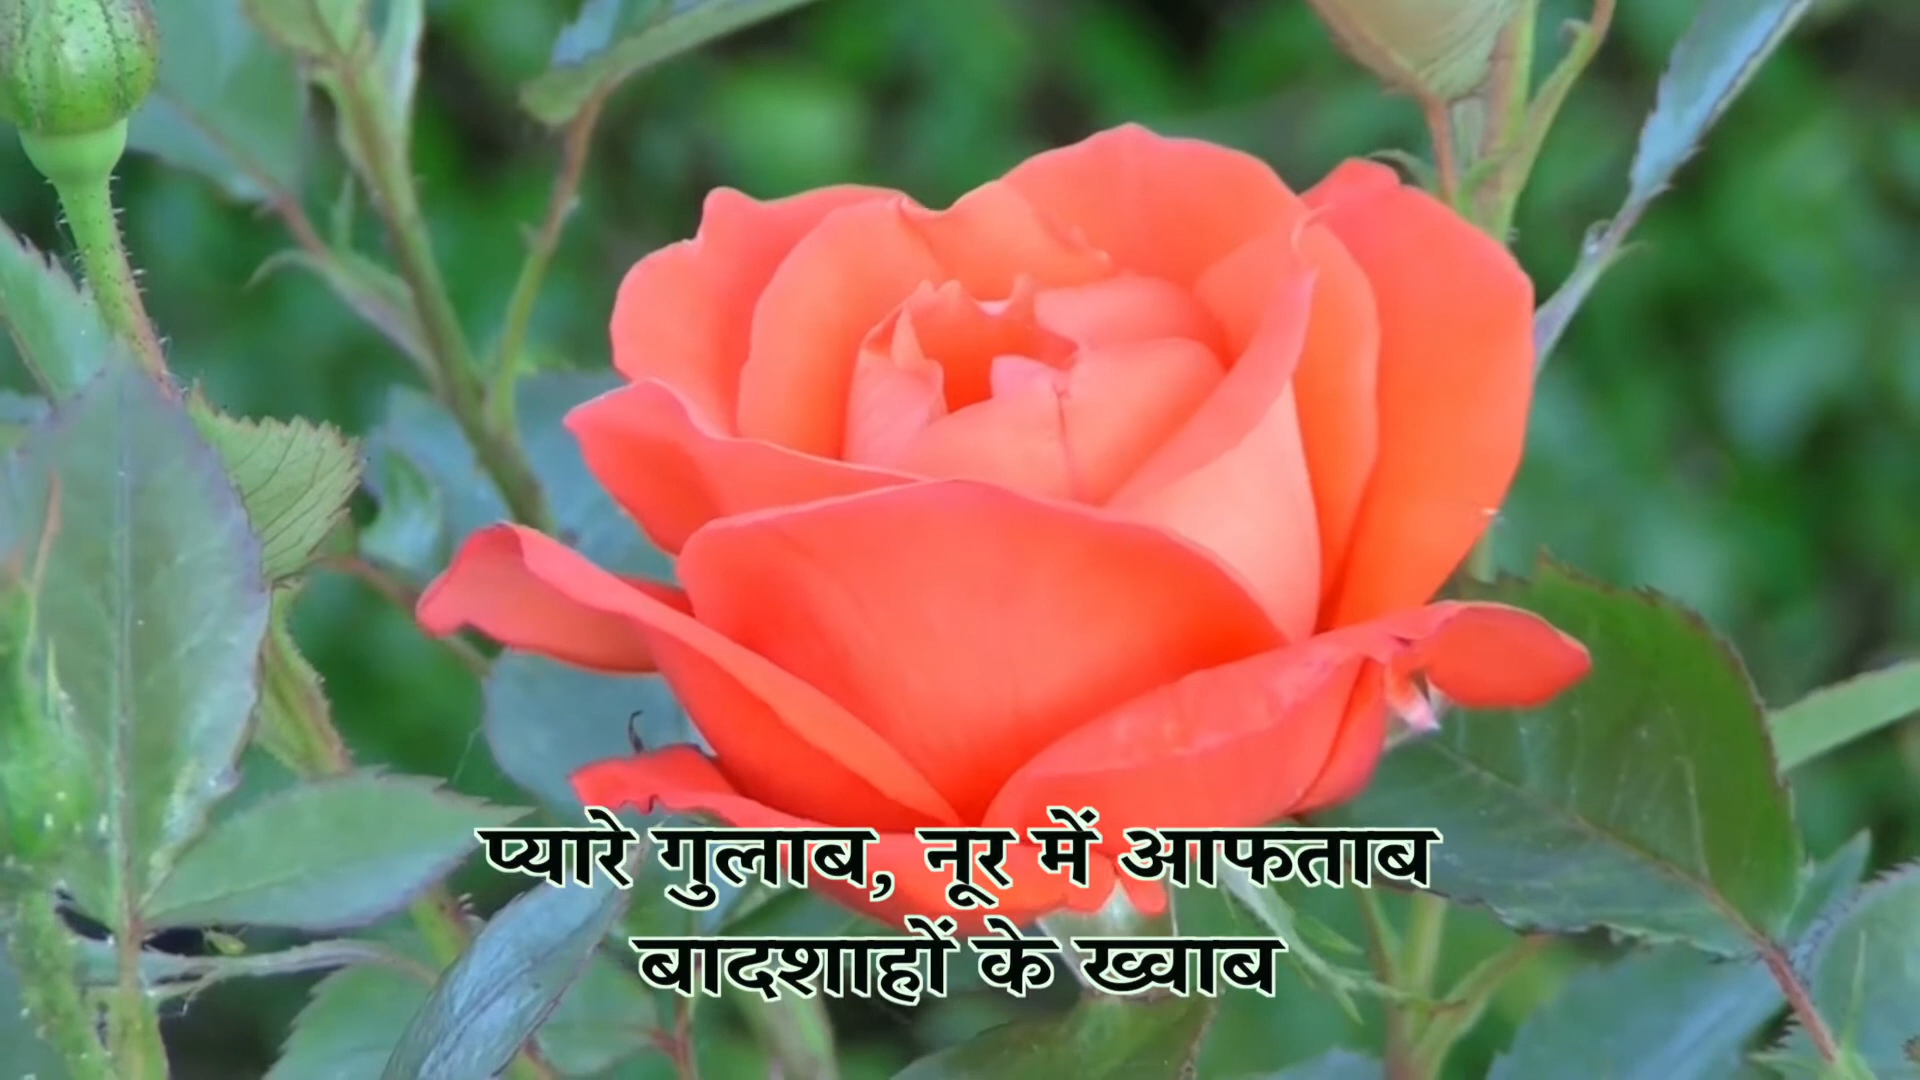 प्यारे गुलाब, नूर में आफताब
बादशाहों के ख्वाब